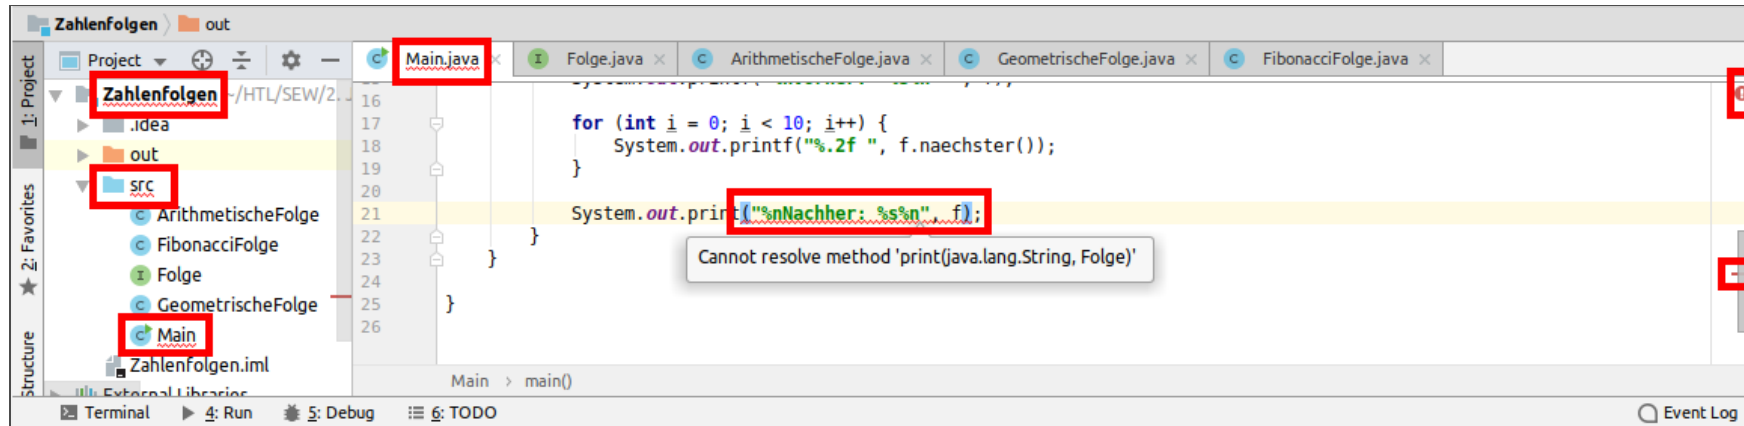 Zahlenfolgen out
1: Project
2: Favorites
Structure
Project
Zahlenfolgen ~/HTL/SEW/2.
.idea
out
src
ArithmetischeFolge
FibonacciFolge
Folge
GeometrischeFolge
Main
Zahlenfolgen.iml
External Libraries
Main.java Folge.java ArithmetischeFolge.java GeometrischeFolge.java FibonacciFolge.java
16
17 for (int i = 0; i < 10; i++) {
18 System.out.printf("%.2f ", f.naechster());
19 }
20
21 System.out.print("%nNachher: %s%n", f);
22 }
23 }
24
25 }
26
Cannot resolve method 'print(java.lang.String, Folge)'
Main > main()
Terminal 4: Run 5: Debug 6: TODO Event Log